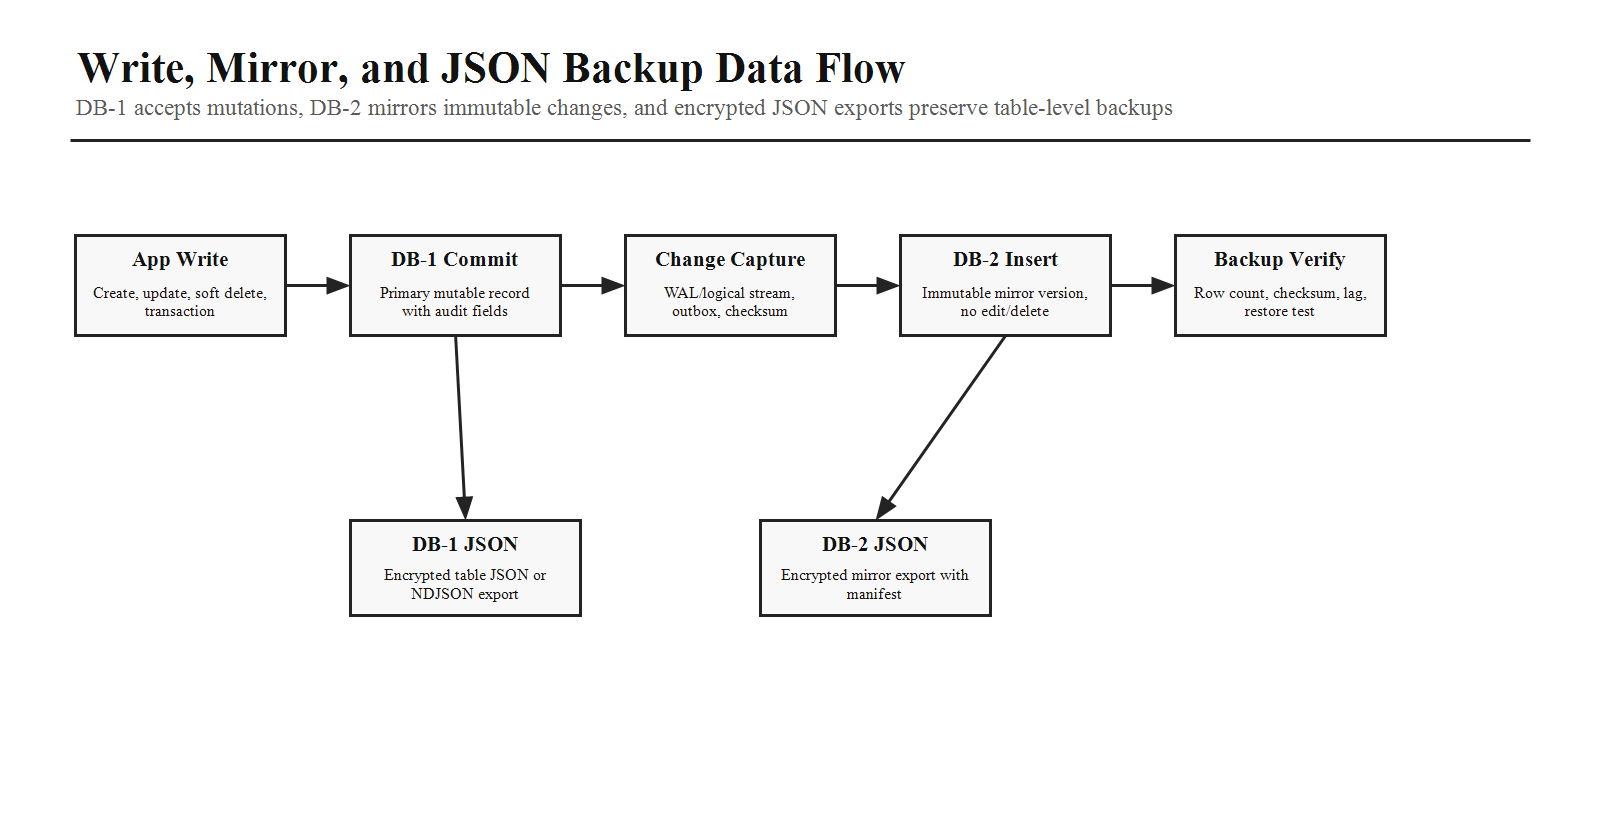 Write, Mirror, and JSON Backup Data Flow
DB-1 accepts mutations, DB-2 mirrors immutable changes, and encrypted JSON exports preserve table-level backups
App Write
Create, update, soft delete,
transaction
DB-1 Commit
Primary mutable record
with audit fields
Change Capture
WAL/logical stream,
outbox, checksum
DB-2 Insert
Immutable mirror version,
no edit/delete
Backup Verify
Row count, checksum, lag,
restore test
DB-1 JSON
Encrypted table JSON or
NDJSON export
DB-2 JSON
Encrypted mirror export with
manifest